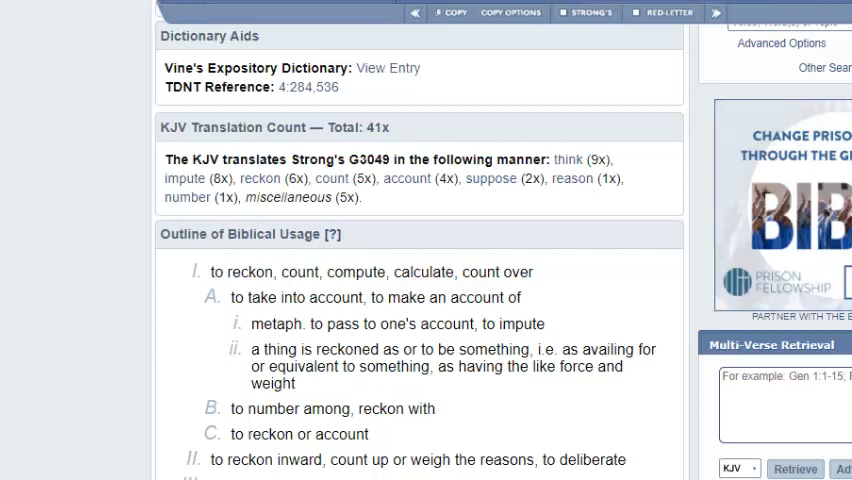 COPY COPY OPTIONS STRONG'S RED-LETTER
Dictionary Aids
Vine's Expository Dictionary: View Entry
TDNT Reference: 4:284,536
KJV Translation Count — Total: 41x
The KJV translates Strong's G3049 in the following manner: think (9x),
impute (8x), reckon (6x), count (5x), account (4x), suppose (2x), reason (1x),
number (1x), miscellaneous (5x).
Outline of Biblical Usage [?]
I. to reckon, count, compute, calculate, count over
A. to take into account, to make an account of
i. metaph. to pass to one's account, to impute
ii. a thing is reckoned as or to be something, i.e. as availing for
or equivalent to something, as having the like force and
weight
B. to number among, reckon with
C. to reckon or account
II. to reckon inward, count up or weigh the reasons, to deliberate
Advanced Options
Other Sear
CHANGE PRISO
THROUGH THE G
BIB
PRISON
FELLOWSHIP
PARTNER WITH THE B
Multi-Verse Retrieval
For example: Gen 1:1-15; F
KJV Retrieve Ad